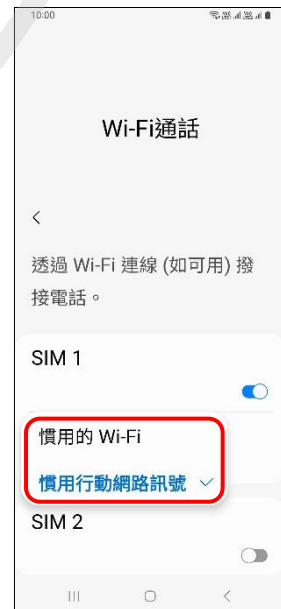 10:00
Wi-Fi通話
透過 Wi-Fi 連線 (如可用) 撥
接電話。
SIM 1
慣用的 Wi-Fi
慣用行動網路訊號
SIM 2